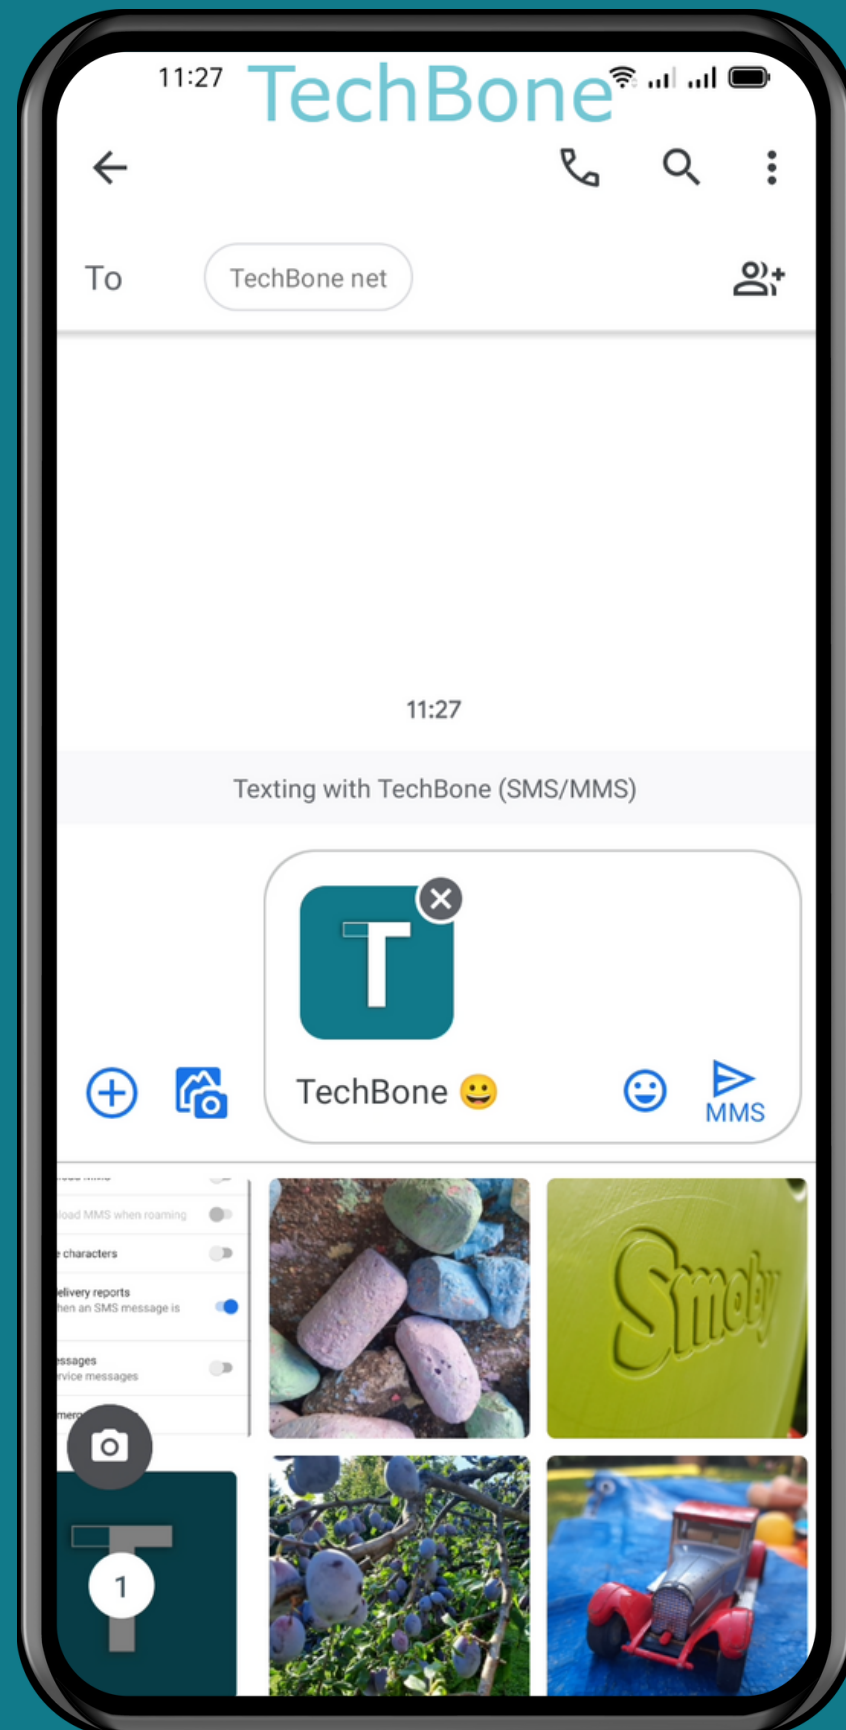 11:27
TechBone
To
TechBone net
11:27
Texting with TechBone (SMS/MMS)
T
TechBone 😀
MMS
load MMS when roaming
characters
elivery reports
hen an SMS message is
essages
rvice messages
Smoby
T
1